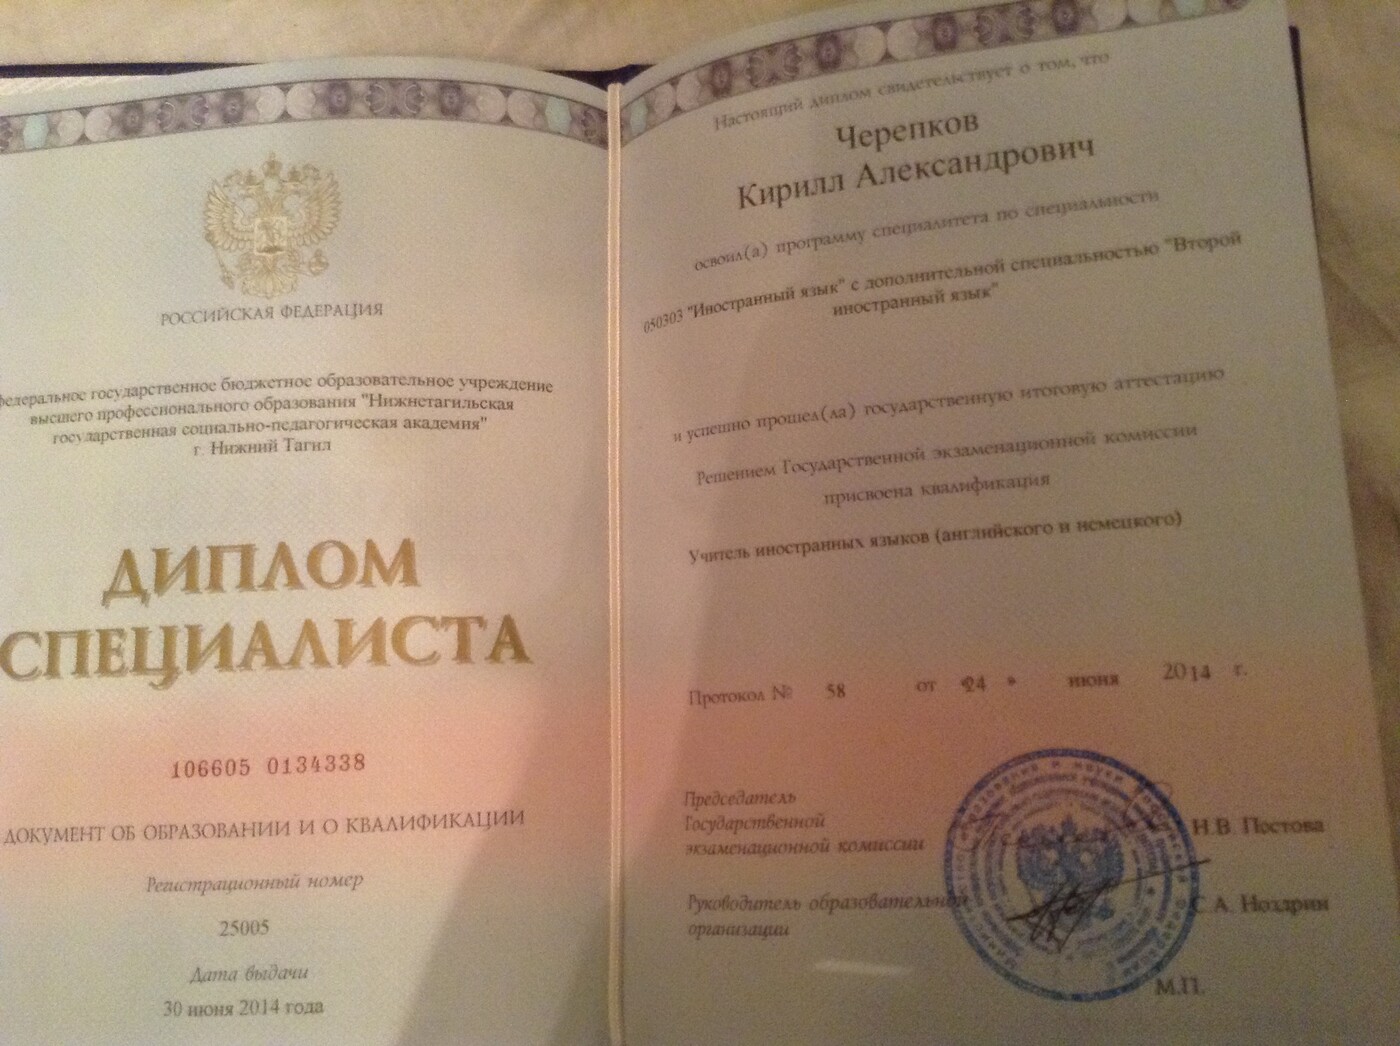 РОССИЙСКАЯ ФЕДЕРАЦИЯ
федеральное государственное бюджетное образовательное учреждение
высшего профессионального образования "Нижнетагильская
государственная социально-педагогическая академия"
г. Нижний Тагил
ДИПЛОМ
СПЕЦИАЛИСТА
106605 0134338
ДОКУМЕНТ ОБ ОБРАЗОВАНИИ И О КВАЛИФИКАЦИИ
Регистрационный номер
25005
Дата выдачи
30 июня 2014 года
Настоящий диплом свидетельствует о том, что
Черепков
Кирилл Александрович
освоил(а) программу специалитета по специальности
050303 "Иностранный язык" с дополнительной специальностью "Второй
иностранный язык"
и успешно прошел(ла) государственную итоговую аттестацию
Решением Государственной экзаменационной комиссии
присвоена квалификация
Учитель иностранных языков (английского и немецкого)
Протокол № 58 от «24 » июня 2014 г.
Председатель
Государственной
экзаменационной комиссии
Н.В. Постова
Руководитель образовательной
организации
С.А. Ноздрин
М.П.